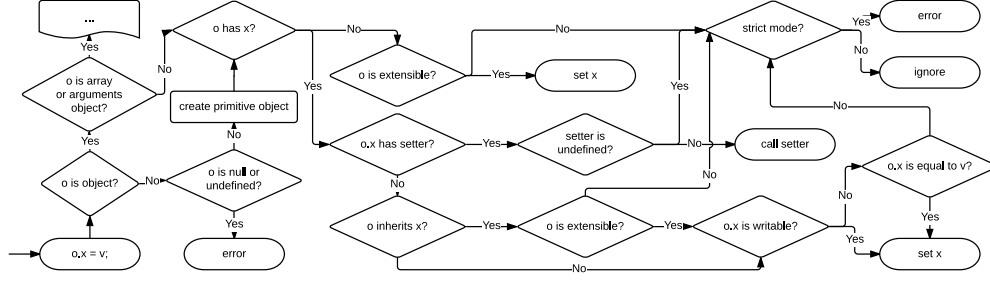 ...
Yes
o is array
or arguments
object?
No
Yes
o is object?
No
o.x = v;
o has x?
No
Yes
create primitive object
No
o is null or
undefined?
Yes
error
o is extensible?
No
Yes
set x
o.x has setter?
Yes
No
setter is
undefined?
Yes
No
call setter
o inherits x?
Yes
No
o is extensible?
No
Yes
o.x is writable?
No
Yes
o.x is equal to v?
No
Yes
set x
strict mode?
Yes
error
No
ignore